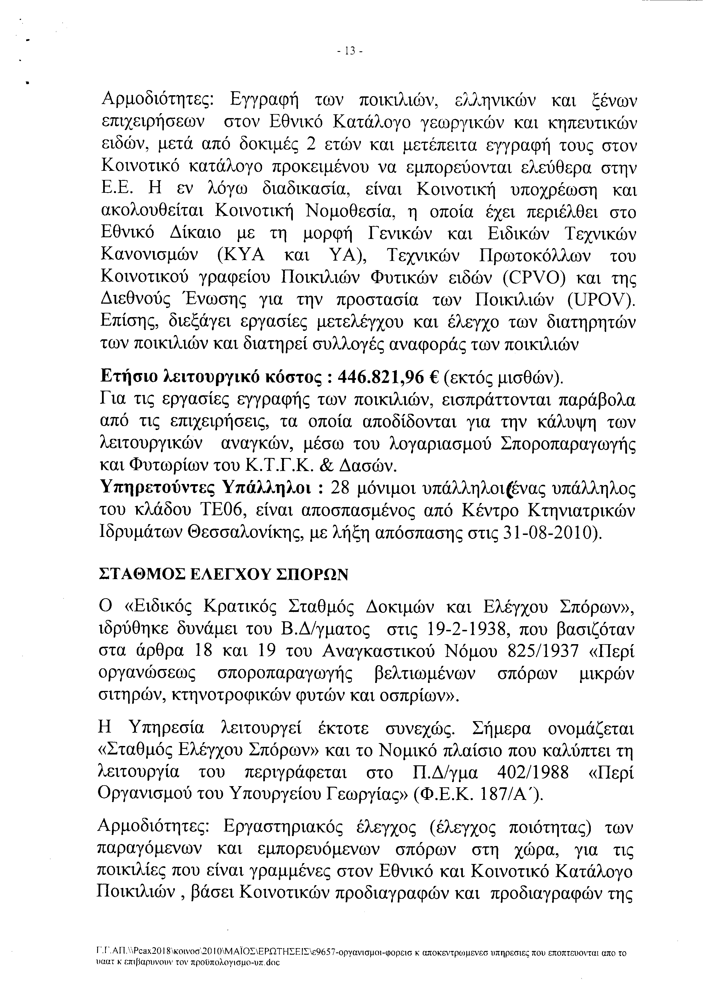 - 13 -
Αρμοδιότητες: Εγγραφή των ποικιλιών, ελληνικών και ξένων
επιχειρήσεων στον Εθνικό Κατάλογο γεωργικών και κηπευτικών
ειδών, μετά από δοκιμές 2 ετών και μετέπειτα εγγραφή τους στον
Κοινοτικό κατάλογο προκειμένου να εμπορεύονται ελεύθερα στην
Ε.Ε. Η εν λόγω διαδικασία, είναι Κοινοτική υποχρέωση και
ακολουθείται Κοινοτική Νομοθεσία, η οποία έχει περιέλθει στο
Εθνικό Δίκαιο με τη μορφή Γενικών και Ειδικών Τεχνικών
Κανονισμών (ΚΥΑ και ΥΑ), Τεχνικών Πρωτοκόλλων του
Κοινοτικού γραφείου Ποικιλιών Φυτικών ειδών (CPVO) και της
Διεθνούς Ένωσης για την προστασία των Ποικιλιών (UPOV).
Επίσης, διεξάγει εργασίες μετελέγχου και έλεγχο των διατηρητών
των ποικιλιών και διατηρεί συλλογές αναφοράς των ποικιλιών
Ετήσιο λειτουργικό κόστος : 446.821,96 € (εκτός μισθών).
Για τις εργασίες εγγραφής των ποικιλιών, εισπράττονται παράβολα
από τις επιχειρήσεις, τα οποία αποδίδονται για την κάλυψη των
λειτουργικών αναγκών, μέσω του λογαριασμού Σποροπαραγωγής
και Φυτωρίων του Κ.Τ.Γ.Κ. & Δασών.
Υπηρετούντες Υπάλληλοι : 28 μόνιμοι υπάλληλοι(ένας υπάλληλος
του κλάδου ΤΕ06, είναι αποσπασμένος από Κέντρο Κτηνιατρικών
Ιδρυμάτων Θεσσαλονίκης, με λήξη απόσπασης στις 31-08-2010).
ΣΤΑΘΜΟΣ ΕΛΕΓΧΟΥ ΣΠΟΡΩΝ
Ο «Ειδικός Κρατικός Σταθμός Δοκιμών και Ελέγχου Σπόρων»,
ιδρύθηκε δυνάμει του Β.Δ/γματος στις 19-2-1938, που βασιζόταν
στα άρθρα 18 και 19 του Αναγκαστικού Νόμου 825/1937 «Περί
οργανώσεως σποροπαραγωγής βελτιωμένων σπόρων μικρών
σιτηρών, κτηνοτροφικών φυτών και οσπρίων».
Η Υπηρεσία λειτουργεί έκτοτε συνεχώς. Σήμερα ονομάζεται
«Σταθμός Ελέγχου Σπόρων» και το Νομικό πλαίσιο που καλύπτει τη
λειτουργία του περιγράφεται στο Π.Δ/γμα 402/1988 «Περί
Οργανισμού του Υπουργείου Γεωργίας» (Φ.Ε.Κ. 187/Α΄).
Αρμοδιότητες: Εργαστηριακός έλεγχος (έλεγχος ποιότητας) των
παραγόμενων και εμπορευόμενων σπόρων στη χώρα, για τις
ποικιλίες που είναι γραμμένες στον Εθνικό και Κοινοτικό Κατάλογο
Ποικιλιών , βάσει Κοινοτικών προδιαγραφών και προδιαγραφών της
Γ.Γ.ΑΠ.\\Pcax2018\κοινοσ\2010\ΜΑΪΟΣ\ΕΡΩΤΗΣΕΙΣ\ε9657-οργανισμοι-φορεισ κ αποκεντρωμενεσ υπηρεσιες που εποπτευονται απο το
υαατ κ επιβαρυνουν τον προϋπολογισμο-υπ.doc